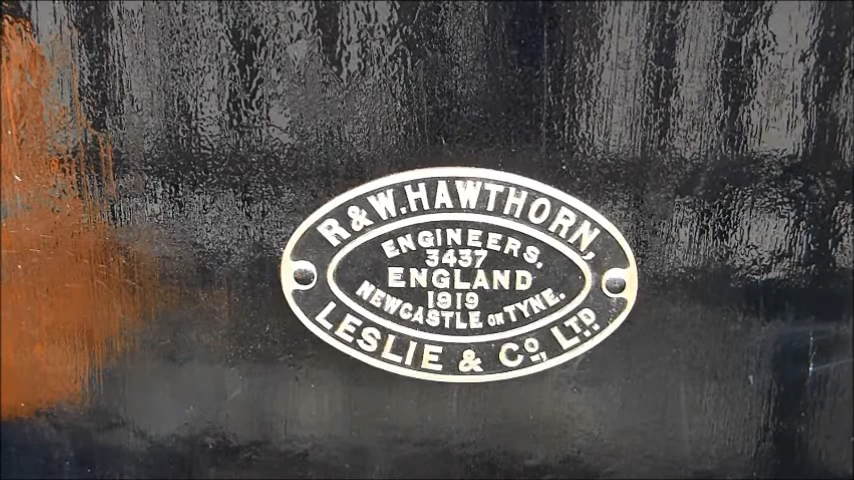 R. & W. HAWTHORN,
ENGINEERS.
3437
ENGLAND
1919
NEWCASTLE ON TYNE.
LESLIE & Co., LTD